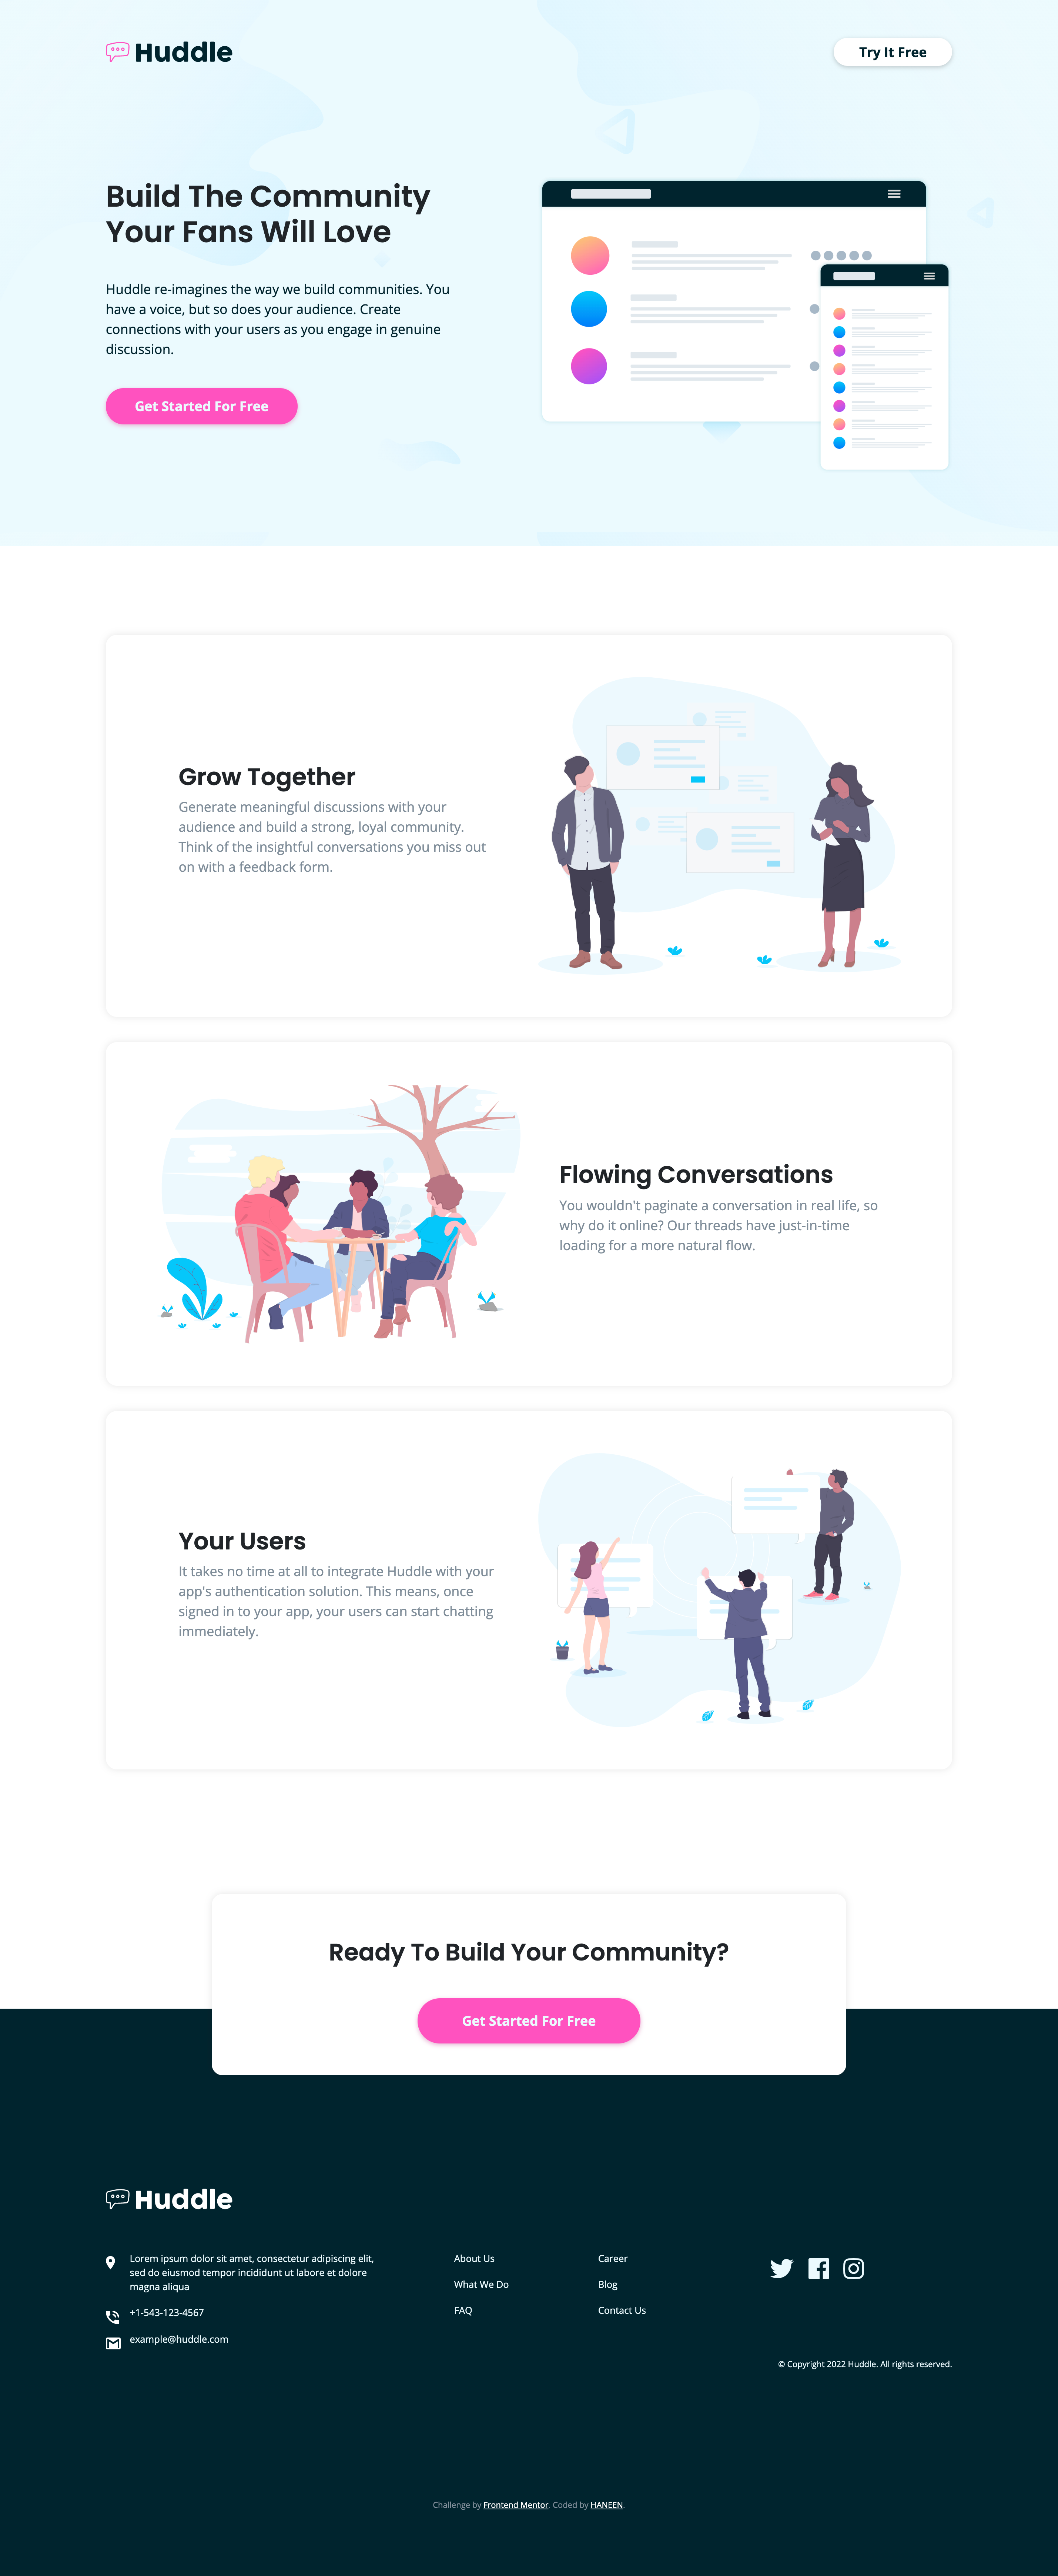 Huddle
Try It Free
Build The Community
Your Fans Will Love
Huddle re-imagines the way we build communities. You
have a voice, but so does your audience. Create
connections with your users as you engage in genuine
discussion.
Get Started For Free
Grow Together
Generate meaningful discussions with your
audience and build a strong, loyal community.
Think of the insightful conversations you miss out
on with a feedback form.
Flowing Conversations
You wouldn't paginate a conversation in real life, so
why do it online? Our threads have just-in-time
loading for a more natural flow.
Your Users
It takes no time at all to integrate Huddle with your
app's authentication solution. This means, once
signed in to your app, your users can start chatting
immediately.
Ready To Build Your Community?
Get Started For Free
Huddle
Lorem ipsum dolor sit amet, consectetur adipiscing elit,
sed do eiusmod tempor incididunt ut labore et dolore
magna aliqua
+1-543-123-4567
example@huddle.com
About Us
What We Do
FAQ
Career
Blog
Contact Us
© Copyright 2022 Huddle. All rights reserved.
Challenge by Frontend Mentor. Coded by HANEEN.